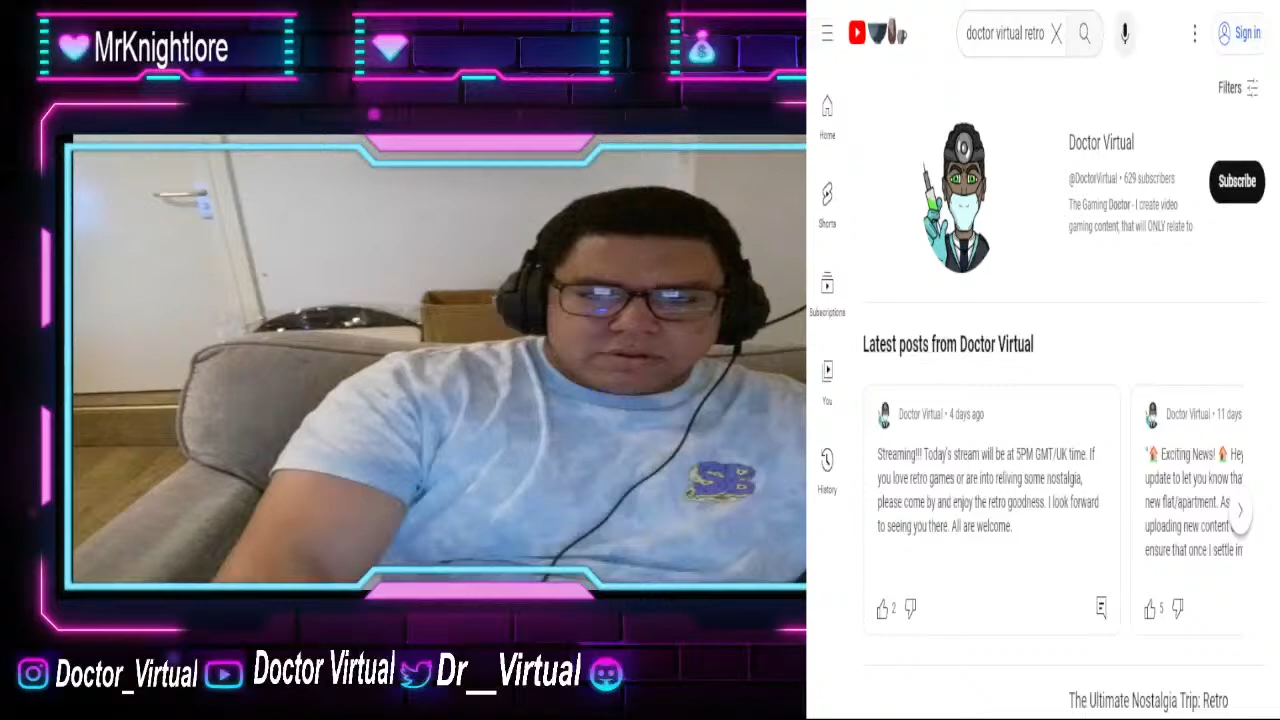 MrKnightlore
doctor virtual retro
Sign in
Filters
Home
Shorts
Subscriptions
You
History
Doctor Virtual
@DoctorVirtual • 629 subscribers
The Gaming Doctor - I create video
gaming content, that will ONLY relate to
Subscribe
Latest posts from Doctor Virtual
Doctor Virtual • 4 days ago
Streaming!!! Today's stream will be at 5PM GMT/UK time. If
you love retro games or are into reliving some nostalgia,
please come by and enjoy the retro goodness. I look forward
to seeing you there. All are welcome.
2
Doctor Virtual • 11 days
"🏠 Exciting News! 🏠 Hey
update to let you know tha
new flat/apartment. As
uploading new content
ensure that once I settle in
5
The Ultimate Nostalgia Trip: Retro
Doctor_Virtual
Doctor Virtual
Dr__Virtual